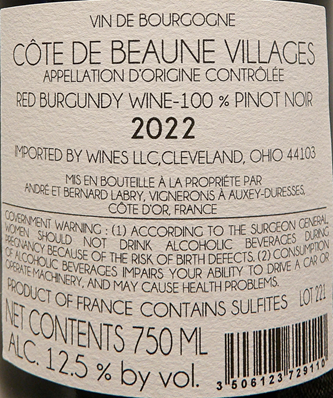 VIN DE BOURGOGNE
CÔTE DE BEAUNE VILLAGES
APPELLATION D'ORIGINE CONTRÔLÉE
RED BURGUNDY WINE-100 % PINOT NOIR
2022
IMPORTED BY WINES LLC,CLEVELAND, OHIO 44103
MIS EN BOUTEILLE À LA PROPRIÉTE PAR
ANDRÉ ET BERNARD LABRY, VIGNERONS À AUXEY-DURESSES,
CÔTE D'OR, FRANCE
GOVERNMENT WARNING : (1) ACCORDING TO THE SURGEON GENERAL
WOMEN SHOULD NOT DRINK ALCOHOLIC BEVERAGES DURING
PREGNANCY BECAUSE OF THE RISK OF BIRTH DEFECTS. (2) CONSUMPTION
OF ALCOHOLIC BEVERAGES IMPAIRS YOUR ABILITY TO DRIVE A CAR OR
OPERATE MACHINERY, AND MAY CAUSE HEALTH PROBLEMS.
PRODUCT OF FRANCE CONTAINS SULFITES LOT 221
NET CONTENTS 750 ML
ALC. 12.5 % by vol.
3 506123 729110